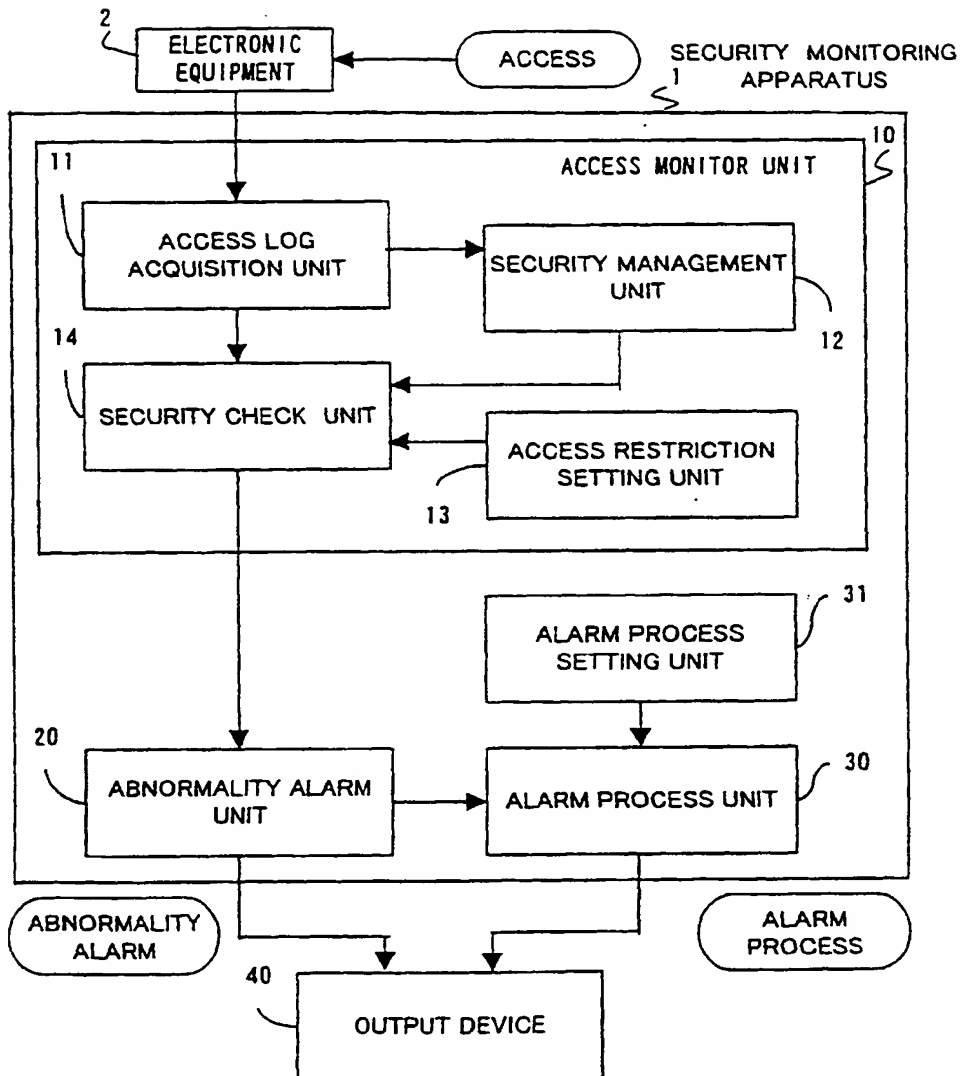 2
ELECTRONIC
EQUIPMENT
ACCESS
SECURITY MONITORING
APPARATUS
1
10
ACCESS MONITOR UNIT
11
ACCESS LOG
ACQUISITION UNIT
SECURITY MANAGEMENT
UNIT
12
14
SECURITY CHECK UNIT
ACCESS RESTRICTION
SETTING UNIT
13
31
ALARM PROCESS
SETTING UNIT
20
ABNORMALITY ALARM
UNIT
ALARM PROCESS UNIT
30
ABNORMALITY
ALARM
ALARM
PROCESS
40
OUTPUT DEVICE